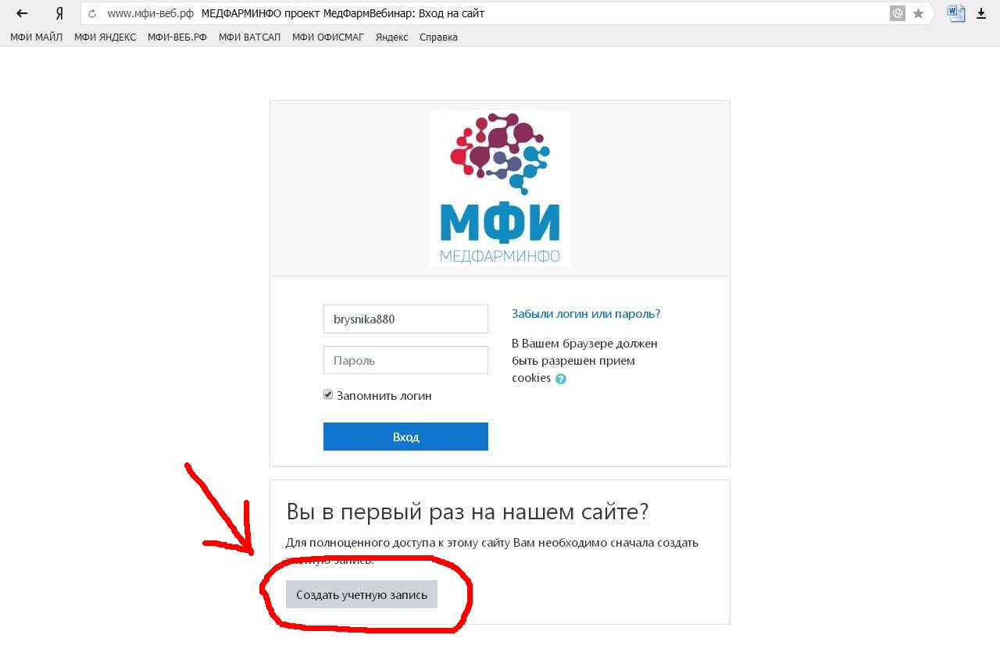 Я www.мфи-веб.рф МЕДФАРМИНФО проект МедФармВебинар: Вход на сайт
МФИ МАЙЛ МФИ ЯНДЕКС МФИ-ВЕБ.РФ МФИ ВАТСАП МФИ ОФИСМАГ Яндекс Справка
МФИ
МЕДФАРМИНФО
brysnika880
Пароль
Запомнить логин
Вход
Забыли логин или пароль?
В Вашем браузере должен
быть разрешен прием
cookies ?
Вы в первый раз на нашем сайте?
Для полноценного доступа к этому сайту Вам необходимо сначала создать
учетную запись.
Создать учетную запись